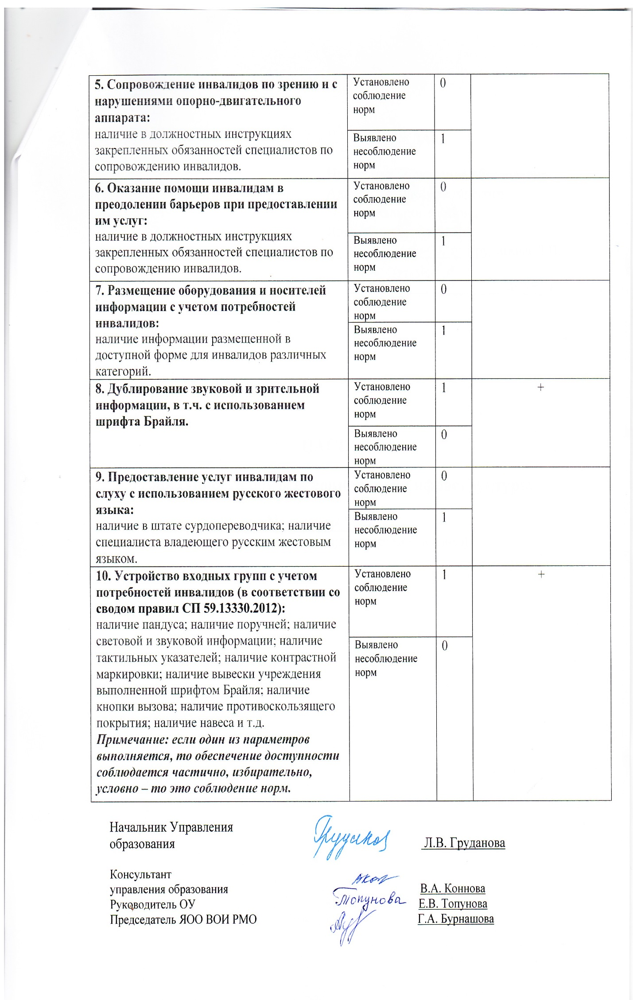 5. Сопровождение инвалидов по зрению и с
нарушениями опорно-двигательного
аппарата:
наличие в должностных инструкциях
закрепленных обязанностей специалистов по
сопровождению инвалидов.
Установлено
соблюдение
норм
0
Выявлено
несоблюдение
норм
1
6. Оказание помощи инвалидам в
преодолении барьеров при предоставлении
им услуг:
наличие в должностных инструкциях
закрепленных обязанностей специалистов по
сопровождению инвалидов.
Установлено
соблюдение
норм
0
Выявлено
несоблюдение
норм
1
7. Размещение оборудования и носителей
информации с учетом потребностей
инвалидов:
наличие информации размещенной в
доступной форме для инвалидов различных
категорий.
Установлено
соблюдение
норм
0
Выявлено
несоблюдение
норм
1
8. Дублирование звуковой и зрительной
информации, в т.ч. с использованием
шрифта Брайля.
Установлено
соблюдение
норм
1
+
Выявлено
несоблюдение
норм
0
9. Предоставление услуг инвалидам по
слуху с использованием русского жестового
языка:
наличие в штате сурдопереводчика; наличие
специалиста владеющего русским жестовым
языком.
Установлено
соблюдение
норм
0
Выявлено
несоблюдение
норм
1
10. Устройство входных групп с учетом
потребностей инвалидов (в соответствии со
сводом правил СП 59.13330.2012):
наличие пандуса; наличие поручней; наличие
световой и звуковой информации; наличие
тактильных указателей; наличие контрастной
маркировки; наличие вывески учреждения
выполненной шрифтом Брайля; наличие
кнопки вызова; наличие противоскользящего
покрытия; наличие навеса и т.д.
Примечание: если один из параметров
выполняется, то обеспечение доступности
соблюдается частично, избирательно,
условно – то это соблюдение норм.
Установлено
соблюдение
норм
1
+
Выявлено
несоблюдение
норм
0
Начальник Управления
образования Л.В. Груданова
Консультант
управления образования В.А. Коннова
Руководитель ОУ Топунова Е.В. Топунова
Председатель ЯОО ВОИ РМО Г.А. Бурнашова